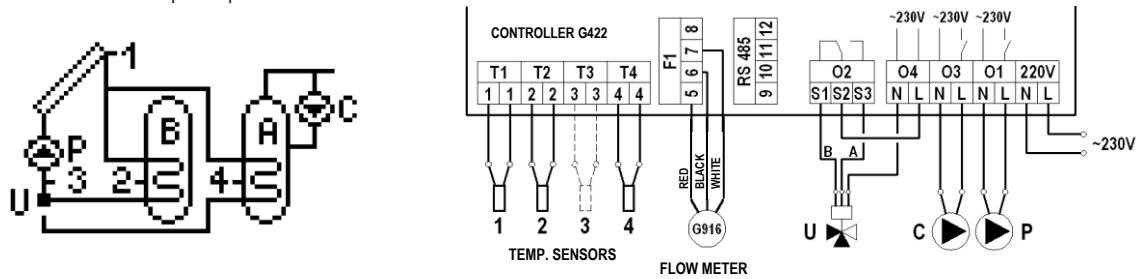 1
B
A
C
P
3
2
4
U
CONTROLLER G422
T1 T2 T3 T4
1 1 2 2 3 3 4 4
F1
5 6 7 8
RS 485
9 10 11 12
~230V ~230V ~230V
O2 O4 O3 O1 220V
S1 S2 S3 N L N L N L N L
~230V
B A
RED
BLACK
WHITE
1 2 3 4
G916
U C P
TEMP. SENSORS
FLOW METER